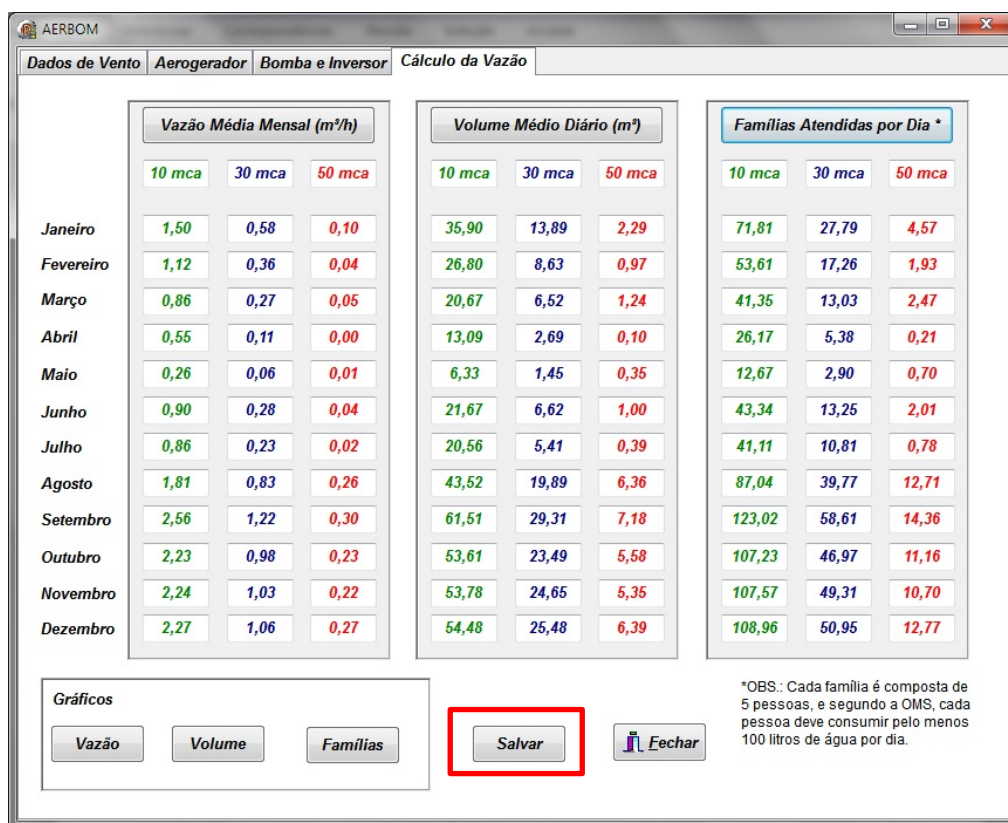 AERBOM
Dados de Vento Aerogerador Bomba e Inversor Cálculo da Vazão
Vazão Média Mensal (m³/h) Volume Médio Diário (m³) Famílias Atendidas por Dia *
10 mca 30 mca 50 mca 10 mca 30 mca 50 mca 10 mca 30 mca 50 mca
Janeiro 1,50 0,58 0,10 35,90 13,89 2,29 71,81 27,79 4,57
Fevereiro 1,12 0,36 0,04 26,80 8,63 0,97 53,61 17,26 1,93
Março 0,86 0,27 0,05 20,67 6,52 1,24 41,35 13,03 2,47
Abril 0,55 0,11 0,00 13,09 2,69 0,10 26,17 5,38 0,21
Maio 0,26 0,06 0,01 6,33 1,45 0,35 12,67 2,90 0,70
Junho 0,90 0,28 0,04 21,67 6,62 1,00 43,34 13,25 2,01
Julho 0,86 0,23 0,02 20,56 5,41 0,39 41,11 10,81 0,78
Agosto 1,81 0,83 0,26 43,52 19,89 6,36 87,04 39,77 12,71
Setembro 2,56 1,22 0,30 61,51 29,31 7,18 123,02 58,61 14,36
Outubro 2,23 0,98 0,23 53,61 23,49 5,58 107,23 46,97 11,16
Novembro 2,24 1,03 0,22 53,78 24,65 5,35 107,57 49,31 10,70
Dezembro 2,27 1,06 0,27 54,48 25,48 6,39 108,96 50,95 12,77
Gráficos
Vazão Volume Famílias Salvar Fechar
*OBS.: Cada família é composta de
5 pessoas, e segundo a OMS, cada
pessoa deve consumir pelo menos
100 litros de água por dia.